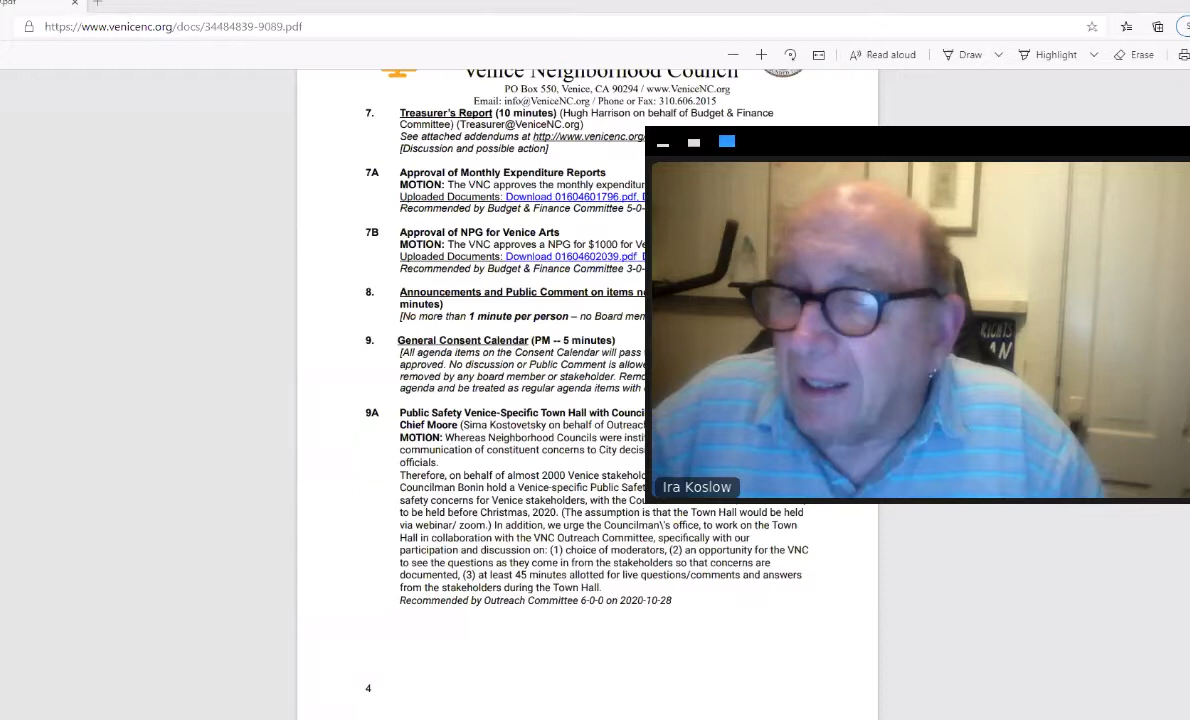 .pdf
https://www.venicenc.org/docs/34484839-9089.pdf
Read aloud
Draw
Highlight
Erase
Venice Neighborhood Council
PO Box 550, Venice, CA 90294 / www.VeniceNC.org
Email: info@VeniceNC.org / Phone or Fax: 310.606.2015
7. Treasurer's Report (10 minutes) (Hugh Harrison on behalf of Budget & Finance
Committee) (Treasurer@VeniceNC.org)
See attached addendums at http://www.venicenc.org/
[Discussion and possible action]
7A Approval of Monthly Expenditure Reports
MOTION: The VNC approves the monthly expenditur
Uploaded Documents: Download 01604601796.pdf, D
Recommended by Budget & Finance Committee 5-0-
7B Approval of NPG for Venice Arts
MOTION: The VNC approves a NPG for $1000 for Ve
Uploaded Documents: Download 01604602039.pdf D
Recommended by Budget & Finance Committee 3-0-
8. Announcements and Public Comment on items no
minutes)
[No more than 1 minute per person – no Board mem
9. General Consent Calendar (PM -- 5 minutes)
[All agenda items on the Consent Calendar will pass
approved. No discussion or Public Comment is allowe
removed by any board member or stakeholder. Remo
agenda and be treated as regular agenda items with
9A Public Safety Venice-Specific Town Hall with Counci
Chief Moore (Sima Kostovetsky on behalf of Outreac
MOTION: Whereas Neighborhood Councils were insti
communication of constituent concerns to City decis
officials.
Therefore, on behalf of almost 2000 Venice stakehol
Councilman Bonin hold a Venice-specific Public Safet
safety concerns for Venice stakeholders, with the Cou
to be held before Christmas, 2020. (The assumption is that the Town Hall would be held
via webinar/ zoom.) In addition, we urge the Councilman\'s office, to work on the Town
Hall in collaboration with the VNC Outreach Committee, specifically with our
participation and discussion on: (1) choice of moderators, (2) an opportunity for the VNC
to see the questions as they come in from the stakeholders so that concerns are
documented, (3) at least 45 minutes allotted for live questions/comments and answers
from the stakeholders during the Town Hall.
Recommended by Outreach Committee 6-0-0 on 2020-10-28
4
RIGHTS
AN
Ira Koslow